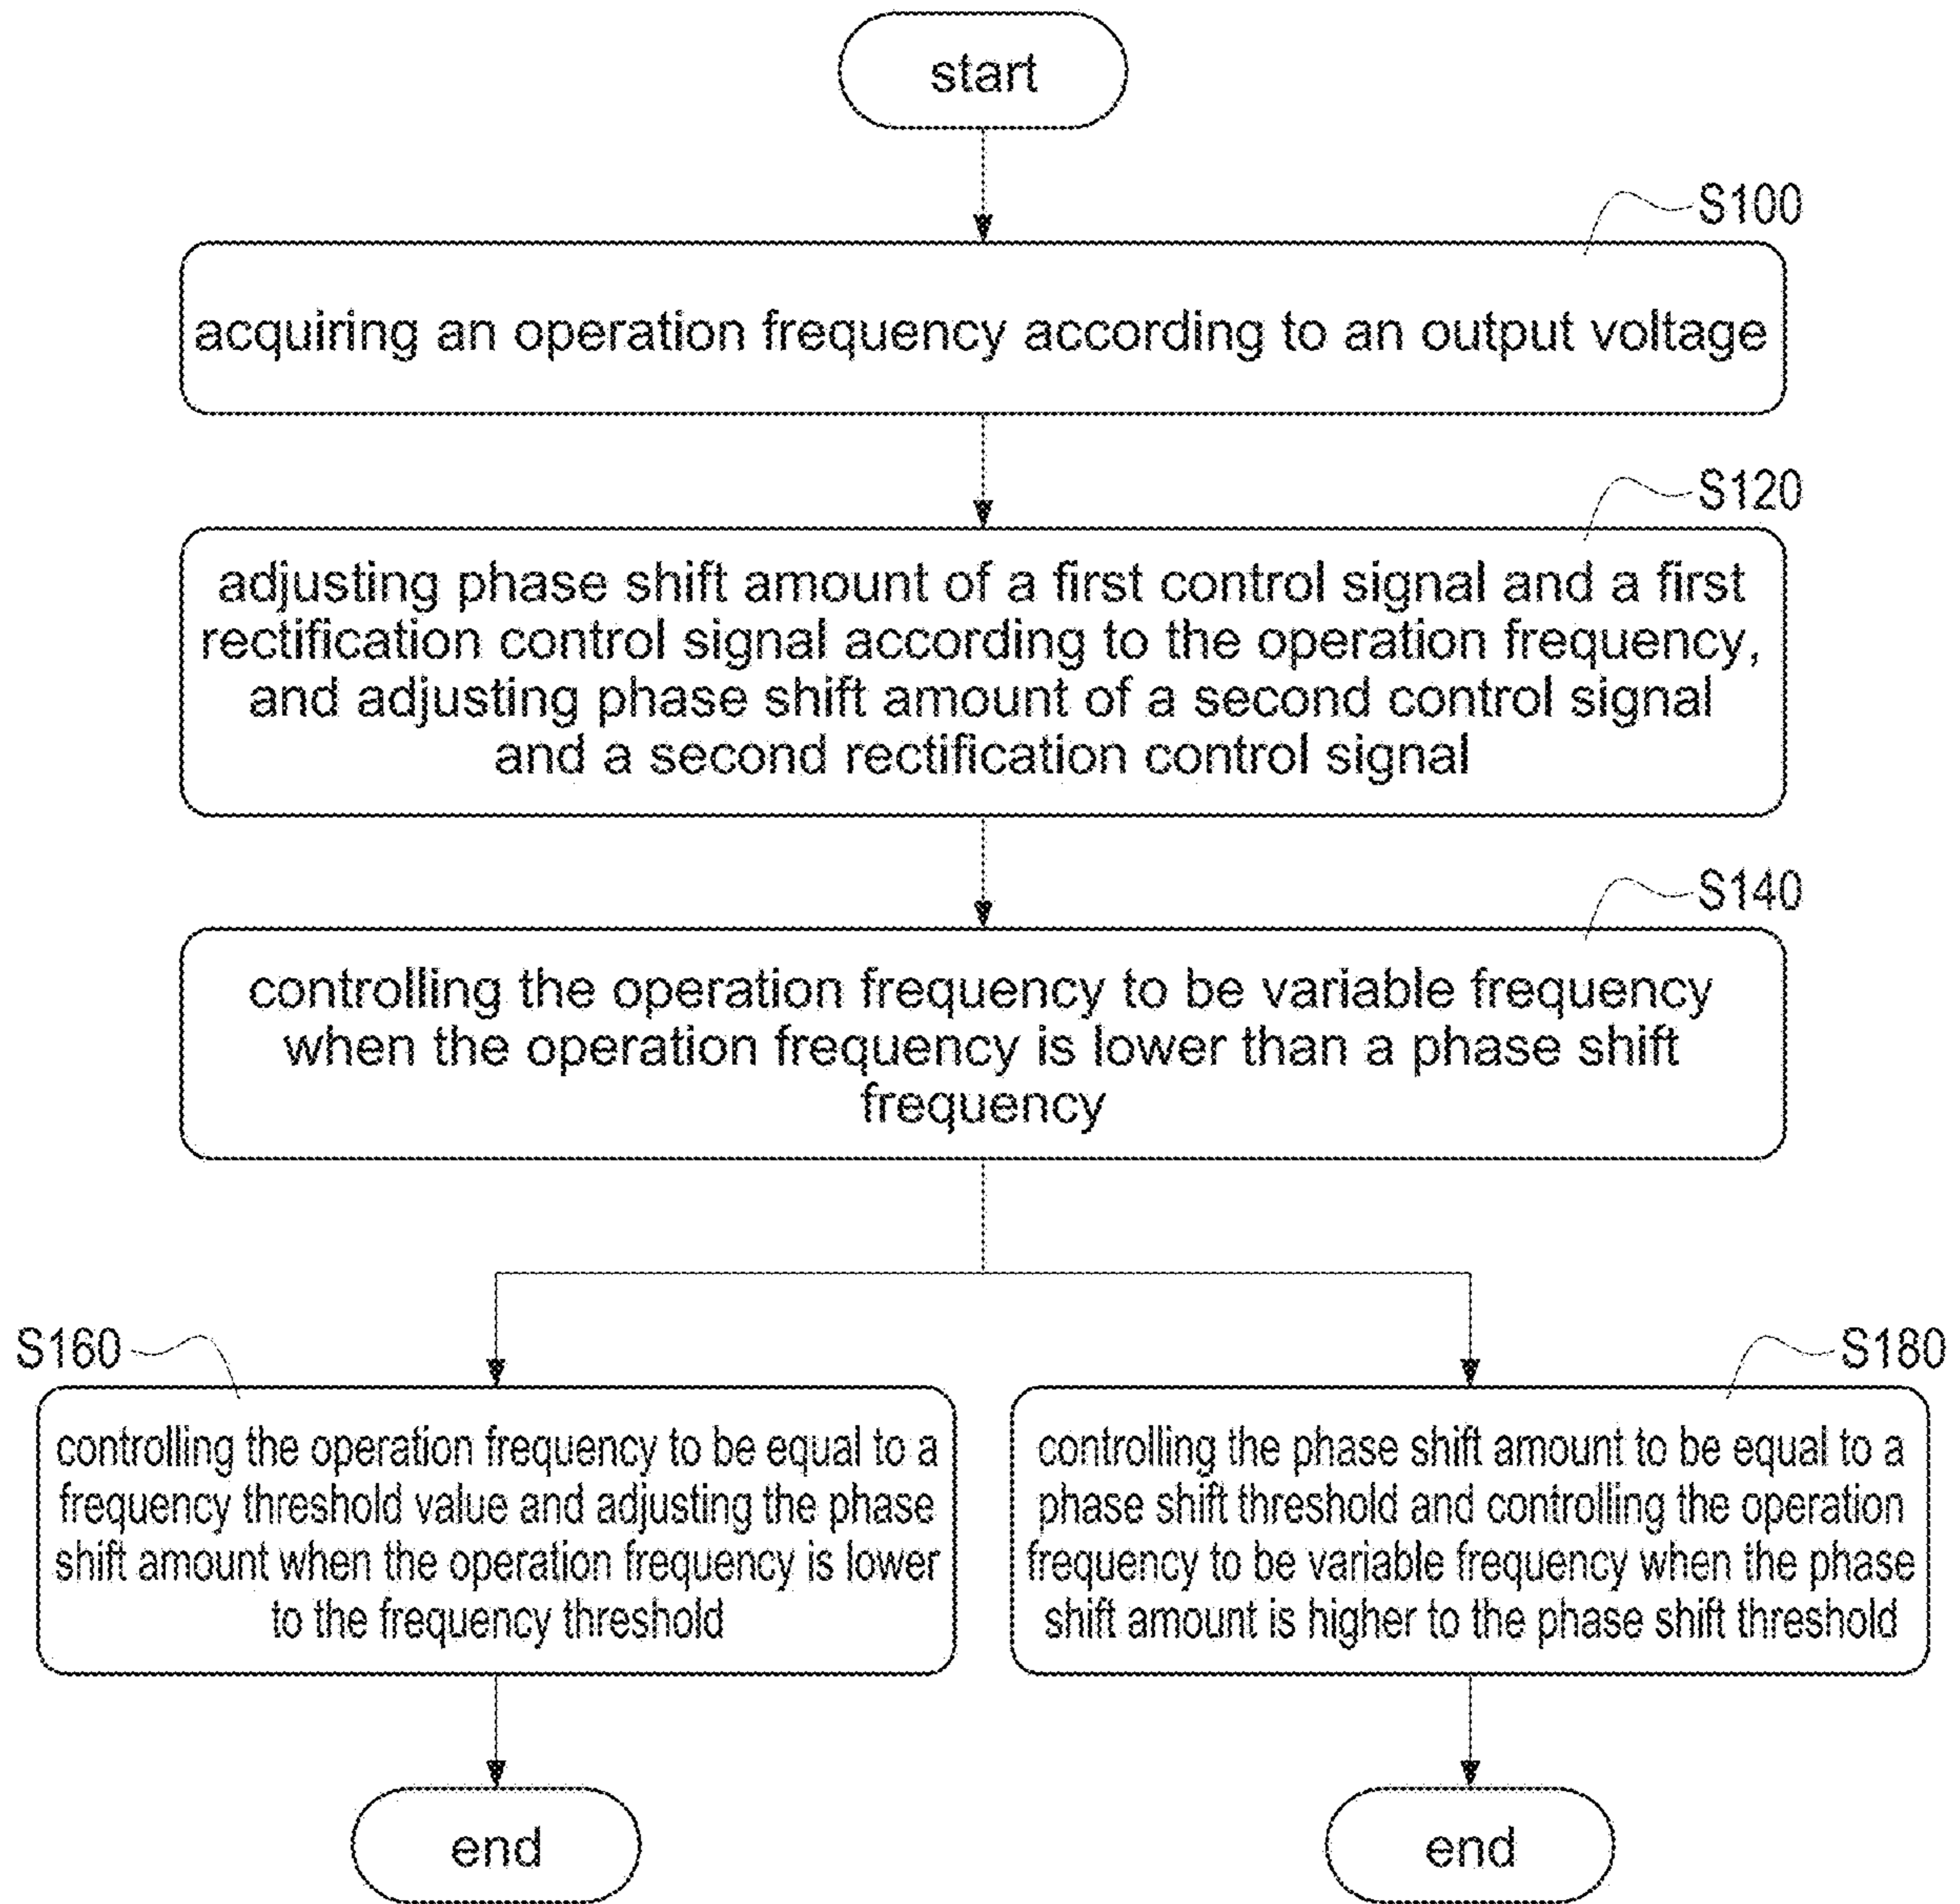 start
S100
acquiring an operation frequency according to an output voltage
S120
adjusting phase shift amount of a first control signal and a first
rectification control signal according to the operation frequency,
and adjusting phase shift amount of a second control signal
and a second rectification control signal
S140
controlling the operation frequency to be variable frequency
when the operation frequency is lower than a phase shift
frequency
S160
controlling the operation frequency to be equal to a
frequency threshold value and adjusting the phase
shift amount when the operation frequency is lower
to the frequency threshold
S180
controlling the phase shift amount to be equal to a
phase shift threshold and controlling the operation
frequency to be variable frequency when the phase
shift amount is higher to the phase shift threshold
end
end